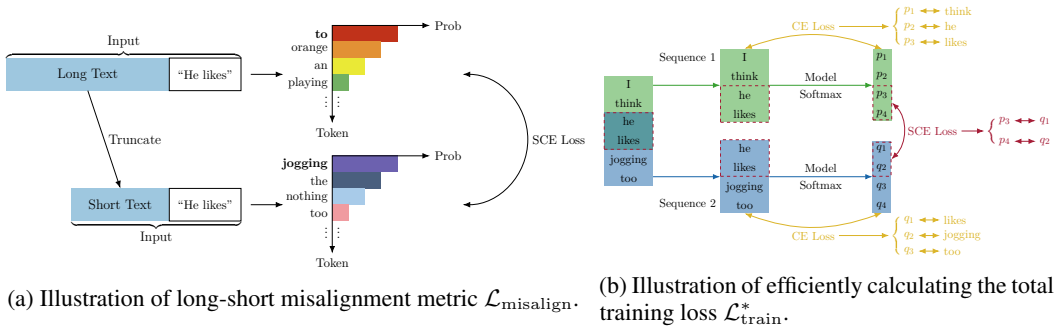 Input
Long Text
"He likes"
Truncate
Short Text
"He likes"
Input
Prob
to
orange
an
playing
Token
SCE Loss
Prob
jogging
the
nothing
too
Token
(a) Illustration of long-short misalignment metric L_misalign.
I
think
he
likes
jogging
too
Sequence 1
I
think
he
likes
CE Loss
p1 ↔ think
p2 ↔ he
p3 ↔ likes
Model
Softmax
p1
p2
p3
p4
SCE Loss
p3 ↔ q1
p4 ↔ q2
he
likes
jogging
too
Sequence 2
Model
Softmax
q1
q2
q3
q4
CE Loss
q1 ↔ likes
q2 ↔ jogging
q3 ↔ too
(b) Illustration of efficiently calculating the total
training loss L*_train.